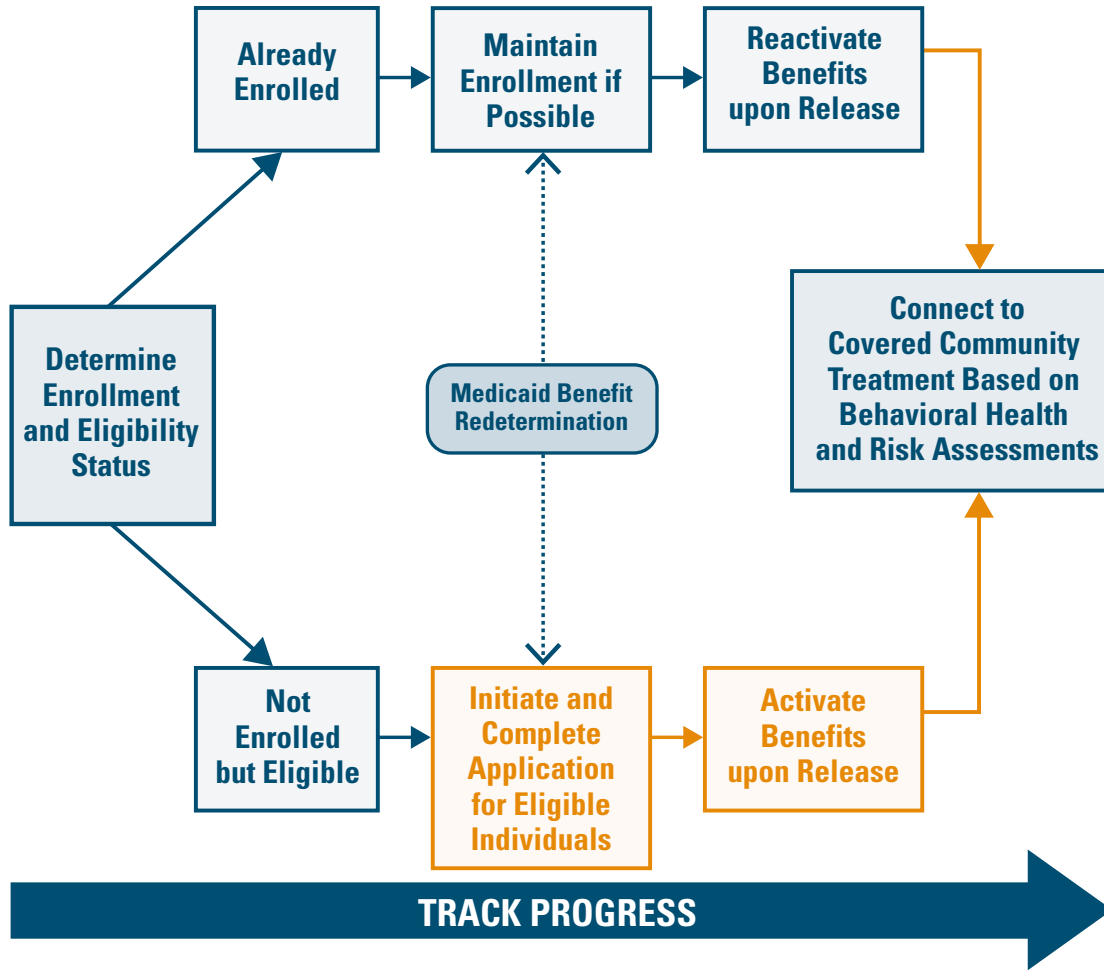 Already
Enrolled
Maintain
Enrollment if
Possible
Reactivate
Benefits
upon Release
Determine
Enrollment
and Eligibility
Status
Medicaid Benefit
Redetermination
Connect to
Covered Community
Treatment Based on
Behavioral Health
and Risk Assessments
Not
Enrolled
but Eligible
Initiate and
Complete
Application
for Eligible
Individuals
Activate
Benefits
upon Release
TRACK PROGRESS